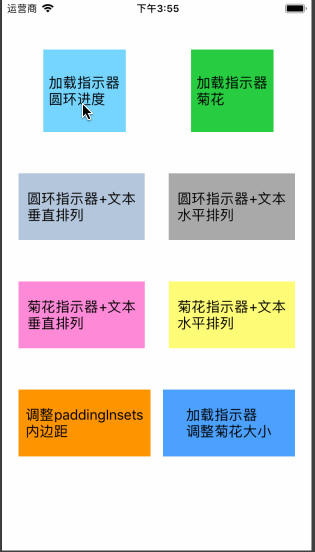 运营商 下午3:55
加载指示器
圆环进度
加载指示器
菊花
圆环指示器+文本
垂直排列
圆环指示器+文本
水平排列
菊花指示器+文本
垂直排列
菊花指示器+文本
水平排列
调整paddingInsets
内边距
加载指示器
调整菊花大小